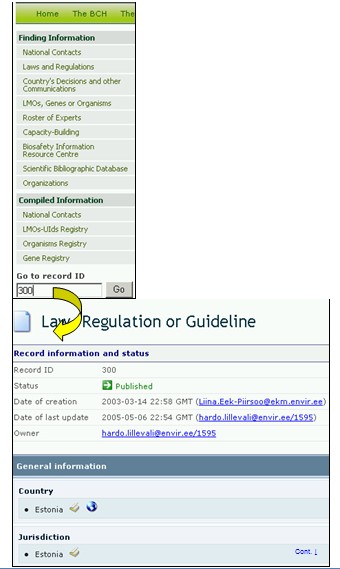 Home The BCH The
Finding Information
National Contacts
Laws and Regulations
Country's Decisions and other
Communications
LMOs, Genes or Organisms
Roster of Experts
Capacity-Building
Biosafety Information
Resource Centre
Scientific Bibliographic Database
Organizations
Compiled Information
National Contacts
LMOs-UIds Registry
Organisms Registry
Gene Registry
Go to record ID
300 Go
Law, Regulation or Guideline
Record information and status
Record ID 300
Status Published
Date of creation 2003-03-14 22:58 GMT (Liina.Eek-Piirsoo@ekm.envir.ee)
Date of last update 2005-05-06 22:54 GMT (hardo.lillevali@envir.ee/1595)
Owner hardo.lillevali@envir.ee/1595
General information
Country
• Estonia
Jurisdiction
• Estonia Cont. ↓